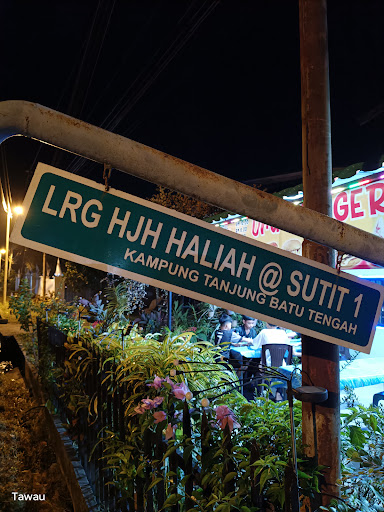 LRG HJH HALIAH @ SUTIT 1
KAMPUNG TANJUNG BATU TENGAH
Tawau